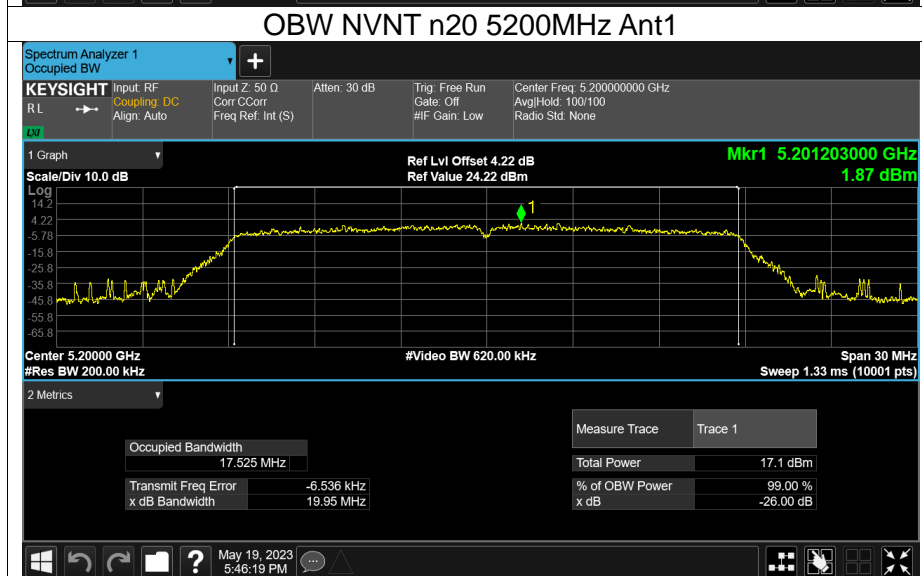 OBW NVNT n20 5200MHz Ant1
Spectrum Analyzer 1
Occupied BW
+
KEYSIGHT
R L
LXI
Input: RF
Coupling: DC
Align: Auto
Input Z: 50 Ω
Corr CCorr
Freq Ref: Int (S)
Atten: 30 dB
Trig: Free Run
Gate: Off
#IF Gain: Low
Center Freq: 5.200000000 GHz
Avg|Hold: 100/100
Radio Std: None
1 Graph
Scale/Div 10.0 dB
Ref Lvl Offset 4.22 dB
Ref Value 24.22 dBm
Mkr1 5.201203000 GHz
1.87 dBm
Log
14.2
4.22
-5.78
-15.8
-25.8
-35.8
-45.8
-55.8
-65.8
1
Center 5.20000 GHz
#Res BW 200.00 kHz
#Video BW 620.00 kHz
Span 30 MHz
Sweep 1.33 ms (10001 pts)
2 Metrics
Measure Trace Trace 1
Occupied Bandwidth
17.525 MHz
Total Power 17.1 dBm
Transmit Freq Error -6.536 kHz
% of OBW Power 99.00 %
x dB Bandwidth 19.95 MHz
x dB -26.00 dB
?
May 19, 2023
5:46:19 PM